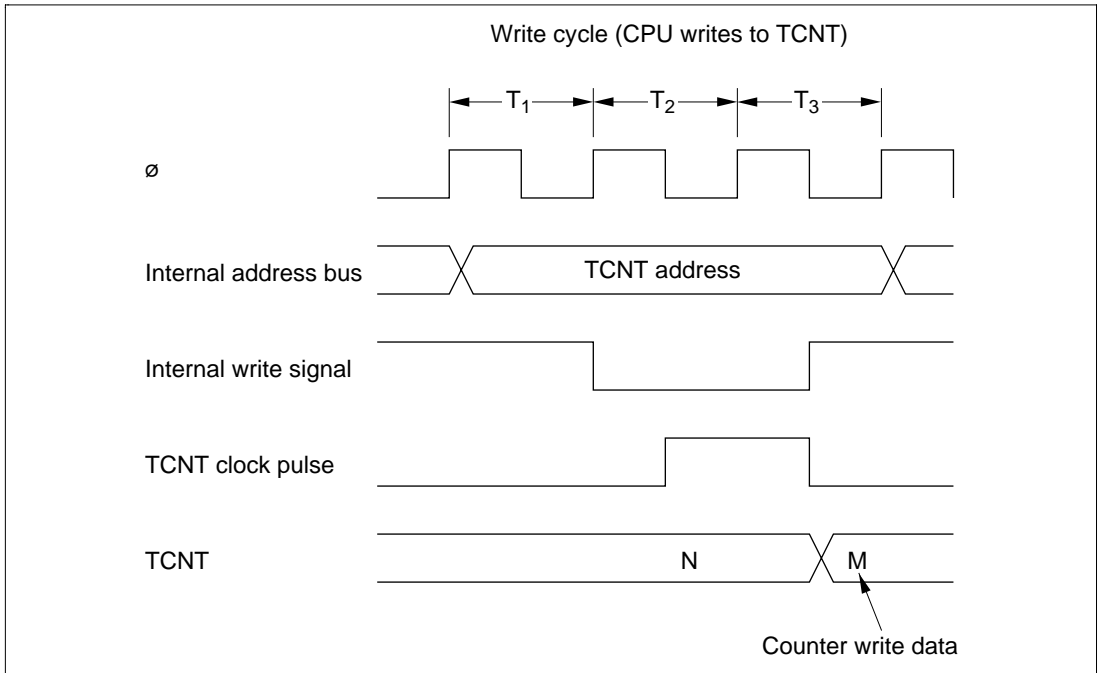 Write cycle (CPU writes to TCNT)
T1 T2 T3
ø
Internal address bus TCNT address
Internal write signal
TCNT clock pulse
TCNT N M
Counter write data